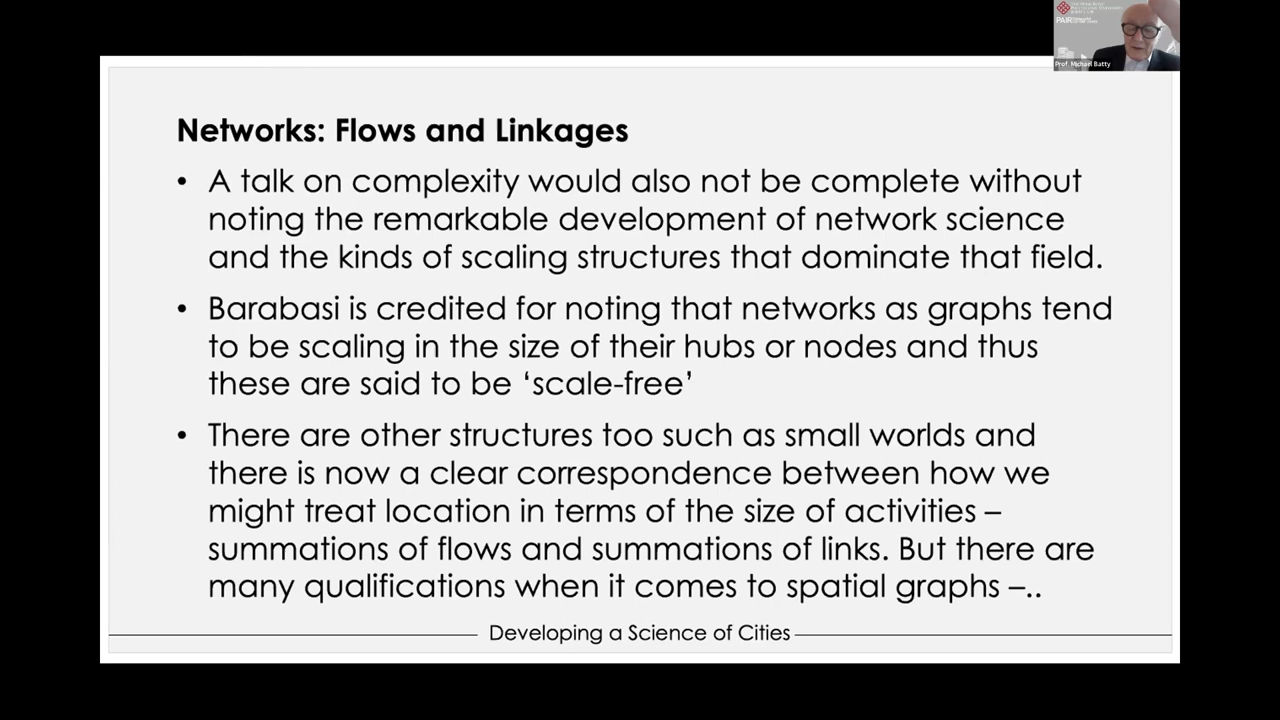 PAIR
Prof. Michael Batty
Networks: Flows and Linkages
• A talk on complexity would also not be complete without
noting the remarkable development of network science
and the kinds of scaling structures that dominate that field.
• Barabasi is credited for noting that networks as graphs tend
to be scaling in the size of their hubs or nodes and thus
these are said to be ‘scale-free’
• There are other structures too such as small worlds and
there is now a clear correspondence between how we
might treat location in terms of the size of activities –
summations of flows and summations of links. But there are
many qualifications when it comes to spatial graphs –..
Developing a Science of Cities